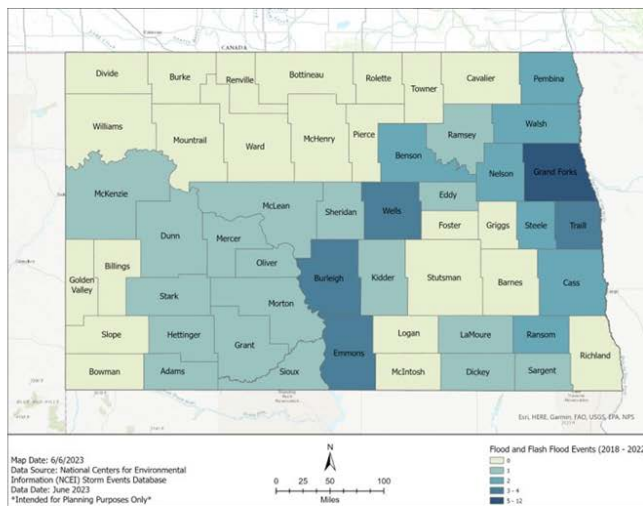 CANADA
Divide
Burke
Renville
Bottineau
Rolette
Towner
Cavalier
Pembina
Williams
Mountrail
Ward
McHenry
Pierce
Benson
Ramsey
Walsh
Nelson
Grand Forks
McKenzie
Dunn
McLean
Mercer
Oliver
Sheridan
Wells
Eddy
Foster
Griggs
Steele
Traill
Golden
Valley
Billings
Stark
Morton
Burleigh
Kidder
Stutsman
Barnes
Cass
Slope
Hettinger
Grant
Sioux
Emmons
Logan
LaMoure
Ransom
Richland
Bowman
Adams
McIntosh
Dickey
Sargent
Esri, HERE, Garmin, FAO, USGS, EPA, NPS
Map Date: 6/6/2023
Data Source: National Centers for Environmental
Information (NCEI) Storm Events Database
Data Date: June 2023
*Intended for Planning Purposes Only*
N
0 25 50 100
Miles
Flood and Flash Flood Events (2018 - 2022)
0
1
2
3 - 4
5 - 12